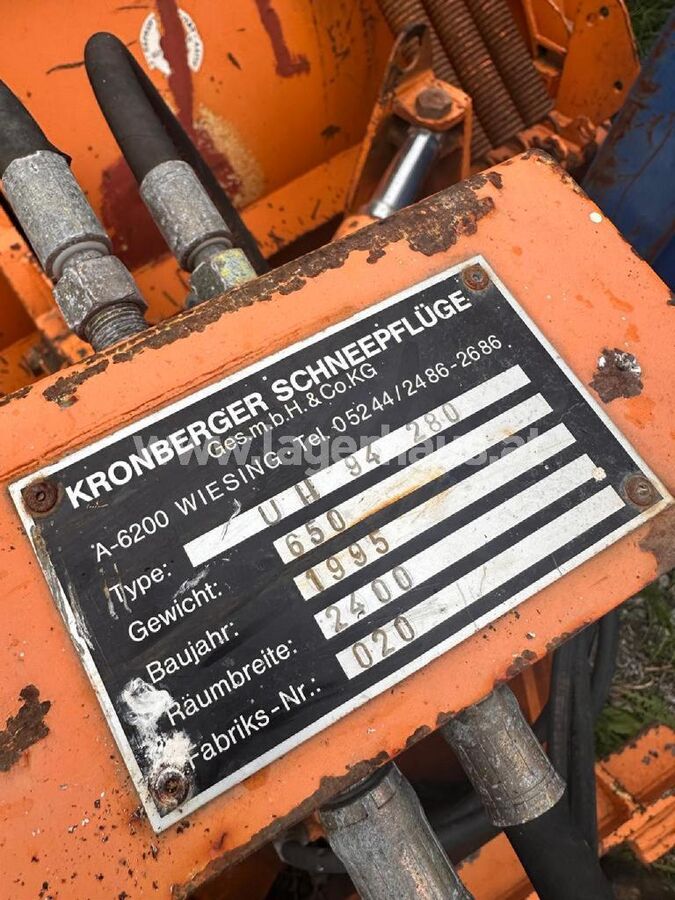 KRONBERGER SCHNEEPFLÜGE
Ges.m.b.H. & Co.KG
A-6200 WIESING Tel. 05244/2486-2686
www.lagerhaus.at
Type: U H 94 280
Gewicht: 650
Baujahr: 1995
Räumbreite: 2400
Fabriks-Nr.: 020